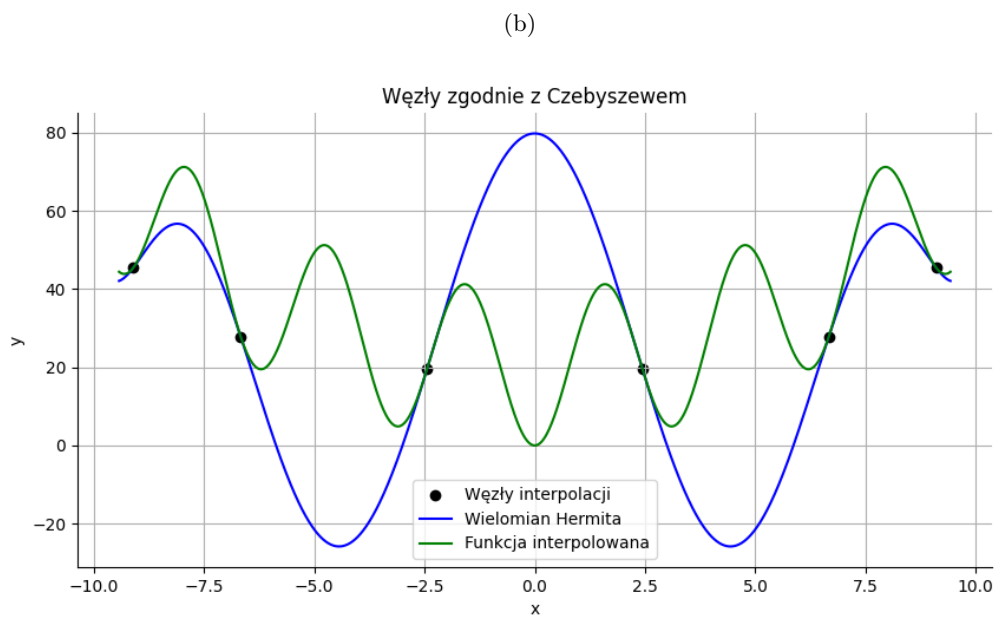 (b)
Węzły zgodnie z Czebyszewem
80
60
40
20
0
−20
y
−10.0 −7.5 −5.0 −2.5 0.0 2.5 5.0 7.5 10.0
x
Węzły interpolacji
Wielomian Hermita
Funkcja interpolowana